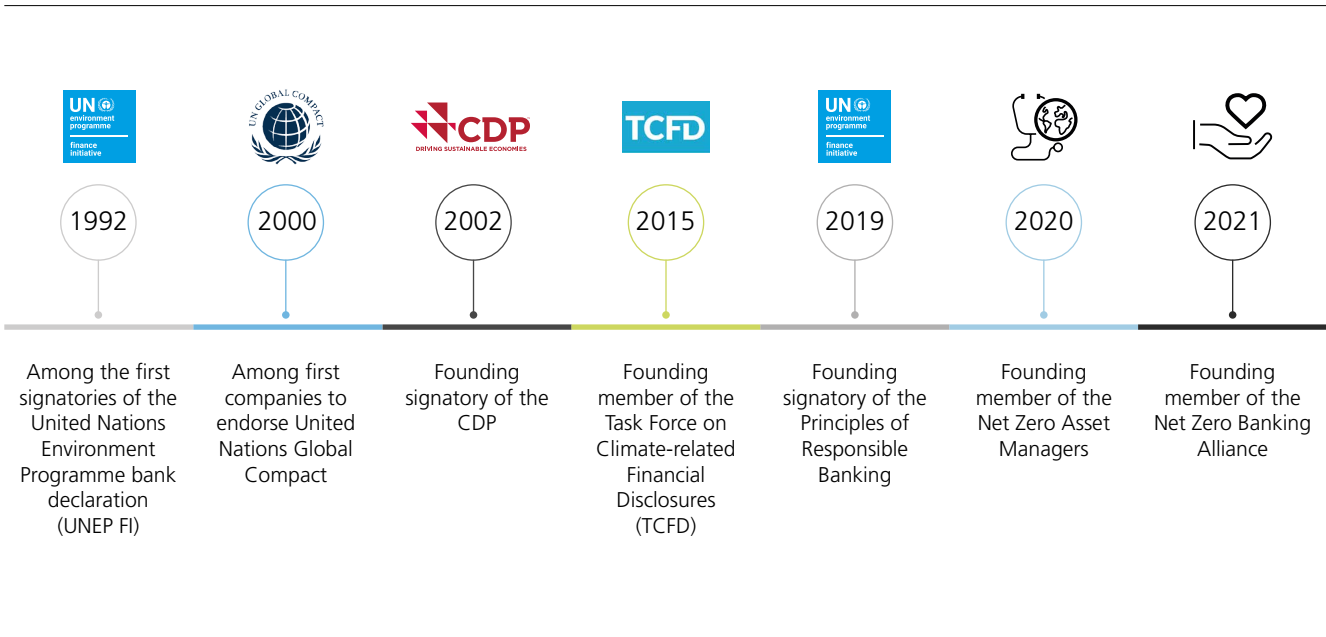 UN
environment
programme
finance
initiative
UN GLOBAL COMPACT
CDP
DRIVING SUSTAINABLE ECONOMIES
TCFD
UN
environment
programme
finance
initiative
1992
2000
2002
2015
2019
2020
2021
Among the first
signatories of the
United Nations
Environment
Programme bank
declaration
(UNEP FI)
Among first
companies to
endorse United
Nations Global
Compact
Founding
signatory of the
CDP
Founding
member of the
Task Force on
Climate-related
Financial
Disclosures
(TCFD)
Founding
signatory of the
Principles of
Responsible
Banking
Founding
member of the
Net Zero Asset
Managers
Founding
member of the
Net Zero Banking
Alliance